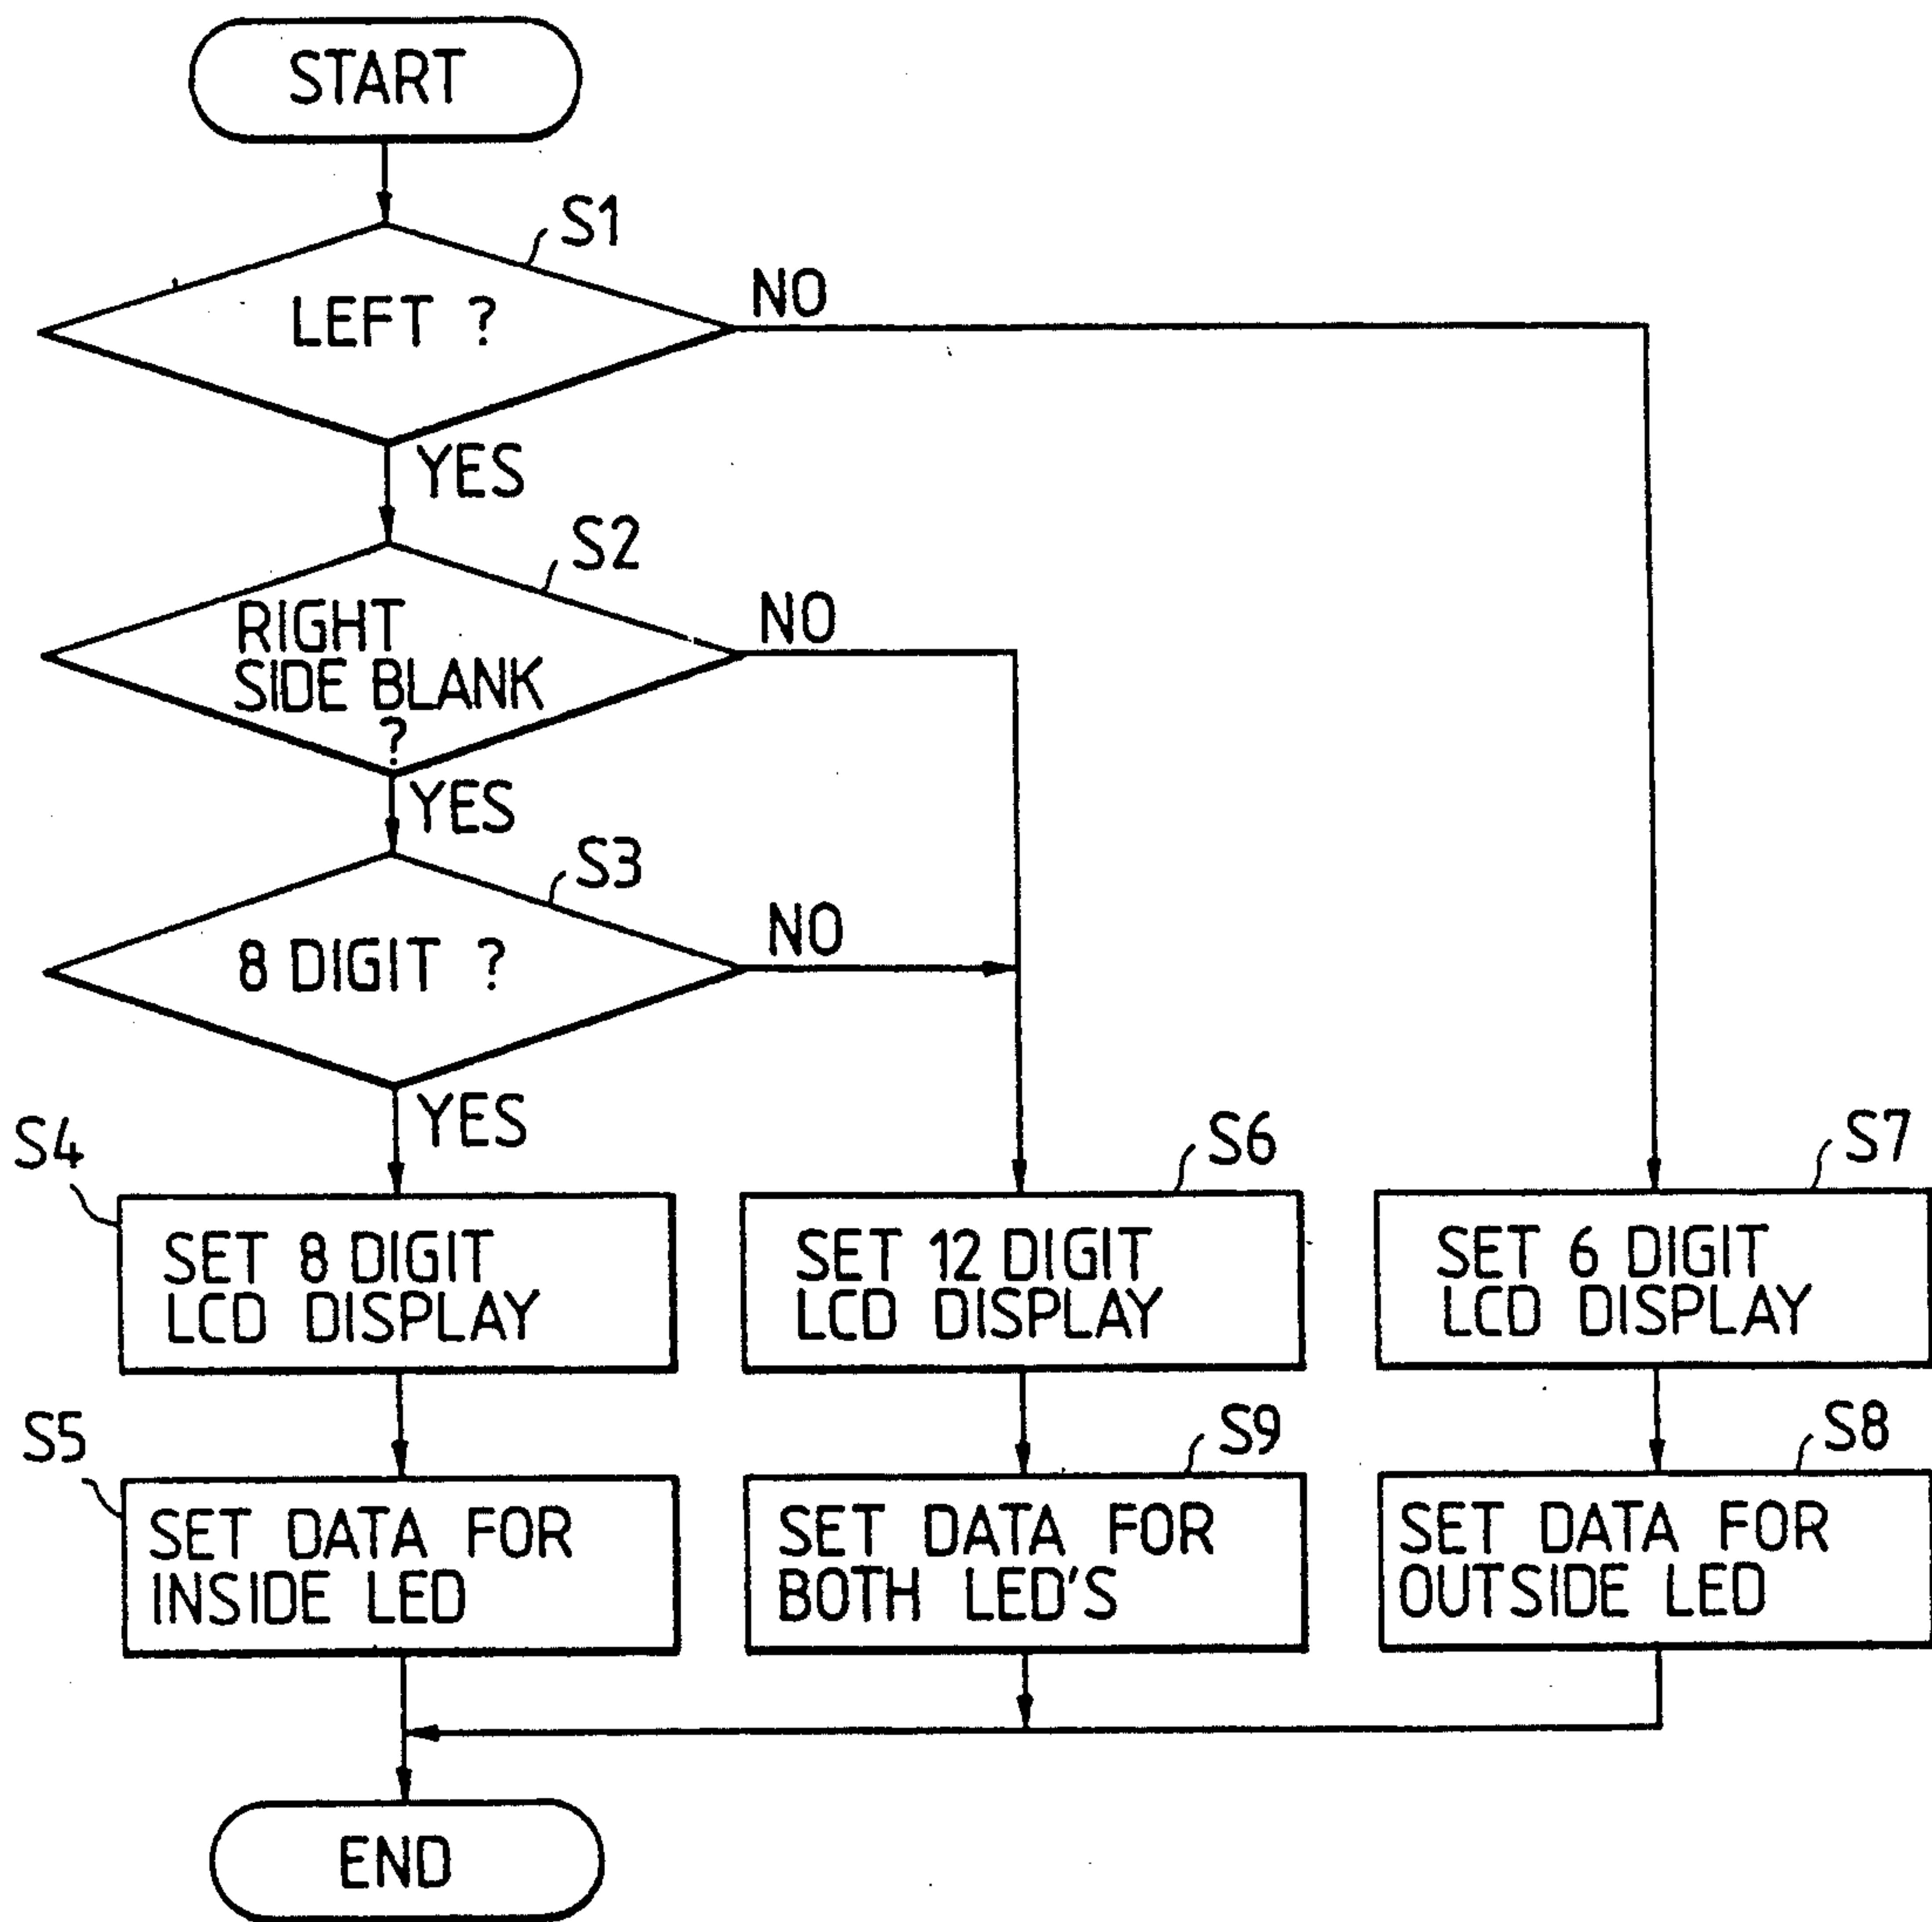 START
S1
LEFT ?
NO
YES
S2
RIGHT
SIDE BLANK
?
NO
YES
S3
8 DIGIT ?
NO
YES
S4
SET 8 DIGIT
LCD DISPLAY
S6
SET 12 DIGIT
LCD DISPLAY
S7
SET 6 DIGIT
LCD DISPLAY
S5
SET DATA FOR
INSIDE LED
S9
SET DATA FOR
BOTH LED'S
S8
SET DATA FOR
OUTSIDE LED
END